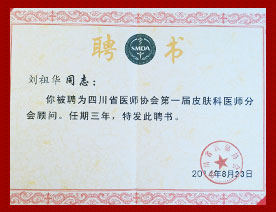 聘 SMDA 书
刘祖华 同志：
你被聘为四川省医师协会第一届皮肤科医师分
会顾问。任期三年，特发此聘书。
2014年8月23日